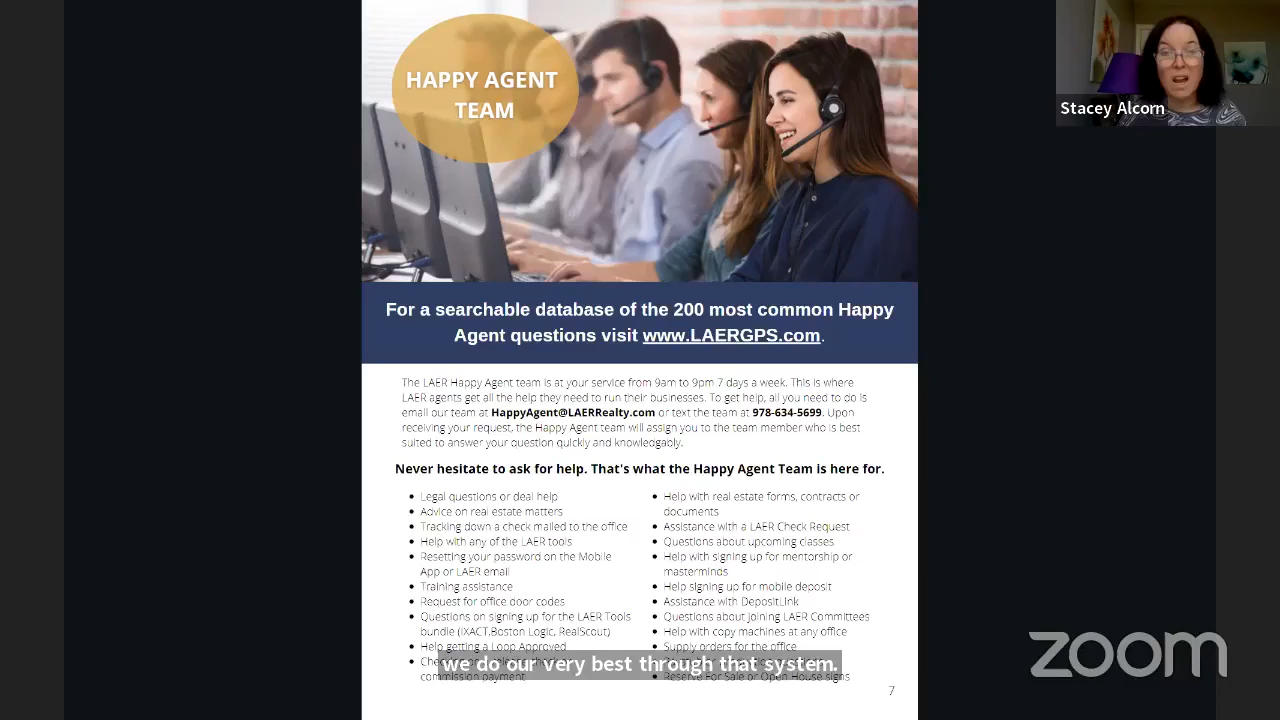 HAPPY AGENT
TEAM
Stacey Alcorn
For a searchable database of the 200 most common Happy
Agent questions visit www.LAERGPS.com.
The LAER Happy Agent team is at your service from 9am to 9pm 7 days a week. This is where
LAER agents get all the help they need to run their businesses. To get help, all you need to do is
email our team at HappyAgent@LAERRealty.com or text the team at 978-634-5699. Upon
receiving your request, the Happy Agent team will assign you to the team member who is best
suited to answer your question quickly and knowledgably.
Never hesitate to ask for help. That's what the Happy Agent Team is here for.
Legal questions or deal help
Advice on real estate matters
Tracking down a check mailed to the office
Help with any of the LAER tools
Resetting your password on the Mobile
App or LAER email
Training assistance
Request for office door codes
Questions on signing up for the LAER Tools
bundle (iXACT,Boston Logic, RealScout)
Help getting a Loop Approved
commission payment
Help with real estate forms, contracts or
documents
Assistance with a LAER Check Request
Questions about upcoming classes
Help with signing up for mentorship or
masterminds
Help signing up for mobile deposit
Assistance with DepositLink
Questions about joining LAER Committees
Help with copy machines at any office
Supply orders for the office
Reserve For Sale or Open House signs
we do our very best through that system.
7
zoom